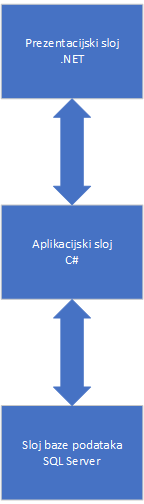 Prezentacijski sloj
.NET
Aplikacijski sloj
C#
Sloj baze podataka
SQL Server